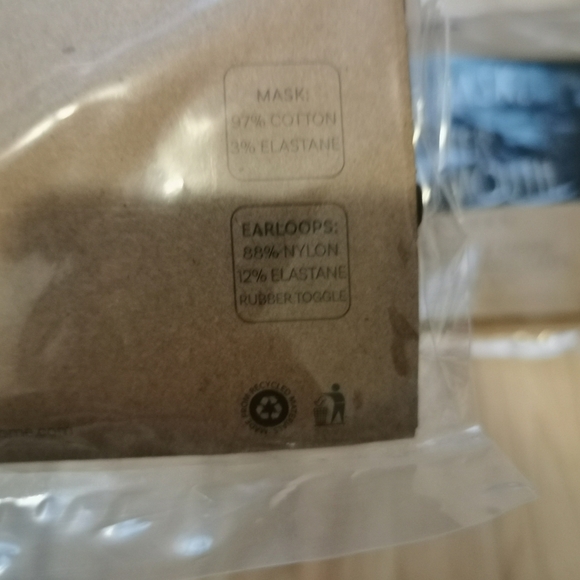 MASK:
97% COTTON
3% ELASTANE
EARLOOPS:
88% NYLON
12% ELASTANE
RUBBER TOGGLE